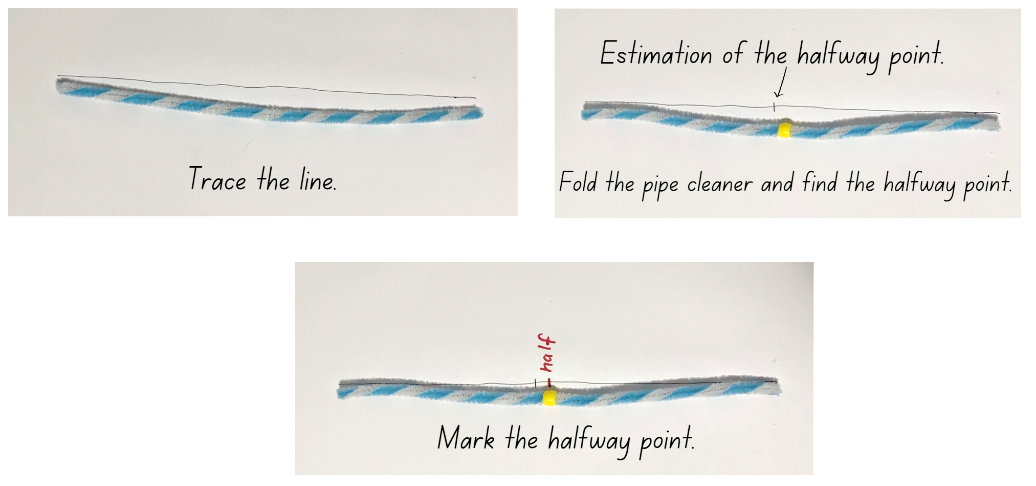 Trace the line.
Estimation of the halfway point.
Fold the pipe cleaner and find the halfway point.
half
Mark the halfway point.